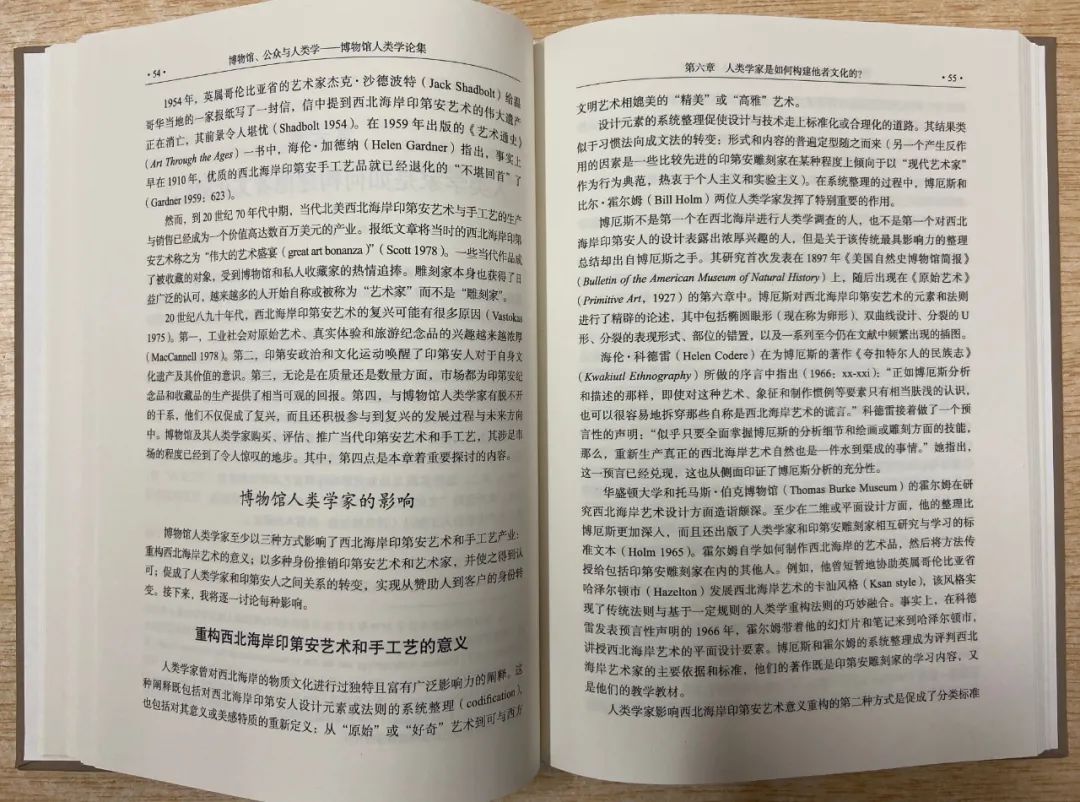 ·54·
博物馆、公众与人类学——博物馆人类学论集
1954年，英属哥伦比亚省的艺术家杰克·沙德波特（Jack Shadbolt）给温
哥华当地的一家报纸写了一封信，信中提到西北海岸印第安艺术的伟大遗产
正在消亡，其前景令人堪忧（Shadbolt 1954）。在1959年出版的《艺术通史》
（Art Through the Ages）一书中，海伦·加德纳（Helen Gardner）指出，事实上
早在1910年，优质的西北海岸印第安手工艺品就已经退化的“不堪回首”了
（Gardner 1959：623）。
然而，到20世纪70年代中期，当代北美西北海岸印第安艺术与手工艺的生产
与销售已经成为一个价值高达数百万美元的产业。报纸文章将当时的西北海岸印第
安艺术称之为“伟大的艺术盛宴（great art bonanza）”（Scott 1978）。一些当代作品成
了被收藏的对象，受到博物馆和私人收藏家的热情追捧。雕刻家本身也获得了日
益广泛的认可，越来越多的人开始自称或被称为“艺术家”而不是“雕刻家”。
20世纪八九十年代，西北海岸印第安艺术的复兴可能有很多原因（Vastokas
1975）。第一，工业社会对原始艺术、真实体验和旅游纪念品的兴趣越来越浓厚
（MacCannell 1978）。第二，印第安政治和文化运动唤醒了印第安人对于自身文
化遗产及其价值的意识。第三，无论是在质量还是数量方面，市场都为印第安纪
念品和收藏品的生产提供了相当可观的回报。第四，与博物馆人类学家有脱不开
的干系，他们不仅促成了复兴，而且还积极参与到复兴的发展过程与未来方向
中。博物馆及其人类学家购买、评估、推广当代印第安艺术和手工艺，其涉足市
场的程度已经到了令人惊叹的地步。其中，第四点是本章着重要探讨的内容。
博物馆人类学家的影响
博物馆人类学家至少以三种方式影响了西北海岸印第安艺术和手工艺产业：
重构西北海岸艺术的意义；以多种身份推销印第安艺术和艺术家，并使之得到认
可；促成了人类学家和印第安人之间关系的转变，实现从赞助人到客户的身份转
变。接下来，我将逐一讨论每种影响。
重构西北海岸印第安艺术和手工艺的意义
人类学家曾对西北海岸的物质文化进行过独特且富有广泛影响力的阐释。这
种阐释既包括对西北海岸印第安人设计元素或法则的系统整理（codification），
也包括对其意义或美感特质的重新定义：从“原始”或“好奇”艺术到可与西方
第六章 人类学家是如何构建他者文化的？
·55·
文明艺术相媲美的“精美”或“高雅”艺术。
设计元素的系统整理促使设计与技术走上标准化或合理化的道路。其结果类
似于习惯法向成文法的转变：形式和内容的普遍定型随之而来（另一个产生反作
用的因素是一些比较先进的印第安雕刻家在某种程度上倾向于以“现代艺术家”
作为行为典范，热衷于个人主义和实验主义）。在系统整理的过程中，博厄斯和
比尔·霍尔姆（Bill Holm）两位人类学家发挥了特别重要的作用。
博厄斯不是第一个在西北海岸进行人类学调查的人，也不是第一个对西北
海岸印第安人的设计表露出浓厚兴趣的人，但是关于该传统最具影响力的整理
总结却出自博厄斯之手。其研究首次发表在1897年《美国自然史博物馆简报》
（Bulletin of the American Museum of Natural History）上，随后出现在《原始艺术》
（Primitive Art，1927）的第六章中。博厄斯对西北海岸印第安艺术的元素和法则
进行了精辟的论述，其中包括椭圆眼形（现在称为卵形）、双曲线设计、分裂的U
形、分裂的表现形式、部位的错置，以及一系列至今仍在文献中频繁出现的插图。
海伦·科德雷（Helen Codere）在为博厄斯的著作《夸扣特尔人的民族志》
（Kwakiutl Ethnography）所做的序言中指出（1966：xx-xxi）：“正如博厄斯分析
和描述的那样，即使对这种艺术、象征和制作惯例等要素只有相当肤浅的认识，
也可以很容易地拆穿那些自称是西北海岸艺术的谎言。”科德雷接着做了一个预
言性的声明：“似乎只要全面掌握博厄斯的分析细节和绘画或雕刻方面的技能，
那么，重新生产真正的西北海岸艺术自然也是一件水到渠成的事情。”她指出，
这一预言已经兑现，这也从侧面印证了博厄斯分析的充分性。
华盛顿大学和托马斯·伯克博物馆（Thomas Burke Museum）的霍尔姆在研
究西北海岸艺术设计方面造诣颇深。至少在二维或平面设计方面，他的整理比
博厄斯更加深入，而且还出版了人类学家和印第安雕刻家相互研究与学习的标
准文本（Holm 1965）。霍尔姆自学如何制作西北海岸的艺术品，然后将方法传
授给包括印第安雕刻家在内的其他人。例如，他曾短暂地协助英属哥伦比亚省
哈泽尔顿市（Hazelton）发展西北海岸艺术的卡汕风格（Ksan style），该风格实
现了传统法则与基于一定规则的人类学重构法则的巧妙融合。事实上，在科德
雷发表预言性声明的1966年，霍尔姆带着他的幻灯片和笔记来到哈泽尔顿市，
讲授西北海岸艺术的平面设计要素。博厄斯和霍尔姆的系统整理成为评判西北
海岸艺术家的主要依据和标准，他们的著作既是印第安雕刻家的学习内容，又
是他们的教学教材。
人类学家影响西北海岸印第安艺术意义重构的第二种方式是促成了分类标准